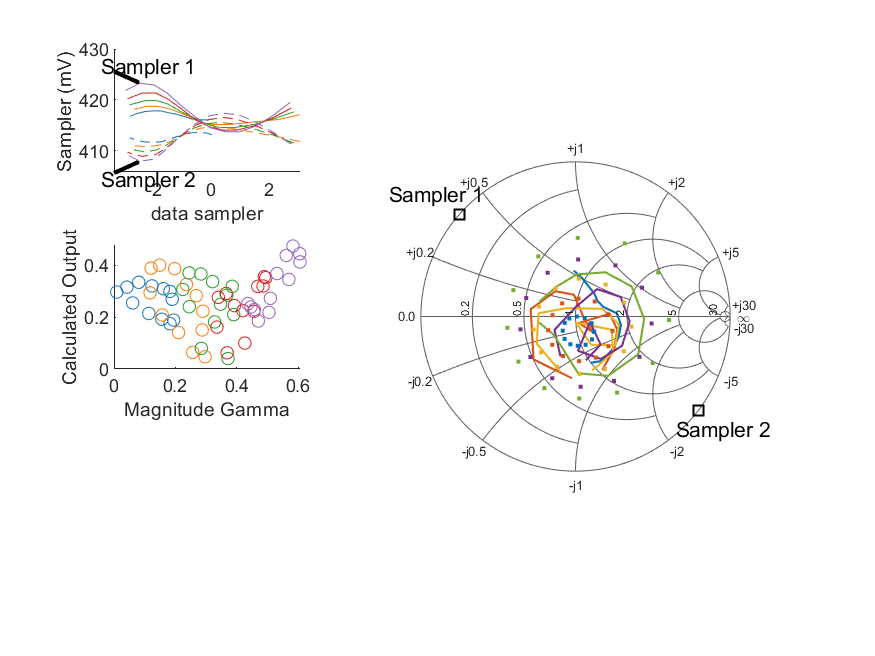 430
Sampler 1
420
410
Sampler (mV)
Sampler 2
-2
0
2
data sampler
0.4
0.2
0
Calculated Output
0
0.2
0.4
0.6
Magnitude Gamma
+j1
+j0.5
+j2
Sampler 1
+j0.2
+j5
0.0
0.2
0.5
1
2
+j30
∞
-j30
-j0.2
-j5
Sampler 2
-j0.5
-j2
-j1